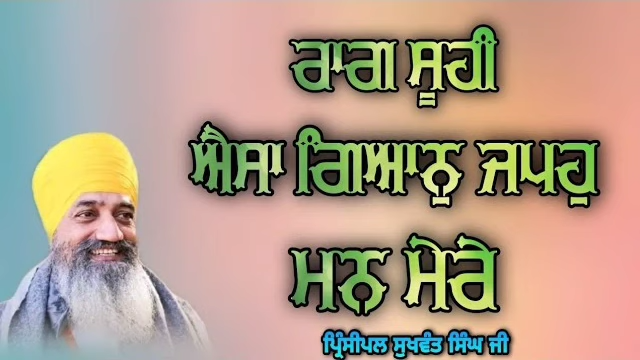 ਰਾਗ ਸੂਹੀ
ਐਸਾ ਗਿਆਨੁ ਜਪਹੁ
ਮਨ ਮੇਰੇ
ਪ੍ਰਿੰਸੀਪਲ ਸੁਖਵੰਤ ਸਿੰਘ ਜੀ